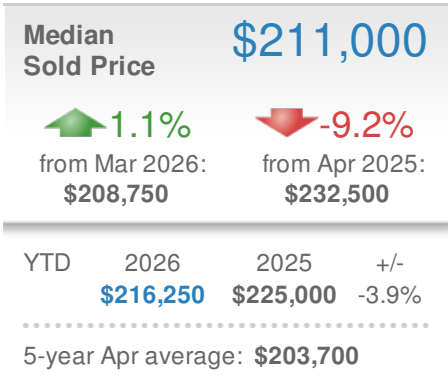 Median
Sold Price
$211,000
1.1% -9.2%
from Mar 2026: from Apr 2025:
$208,750 $232,500
YTD 2026 2025 +/-
$216,250 $225,000 -3.9%
5-year Apr average: $203,700